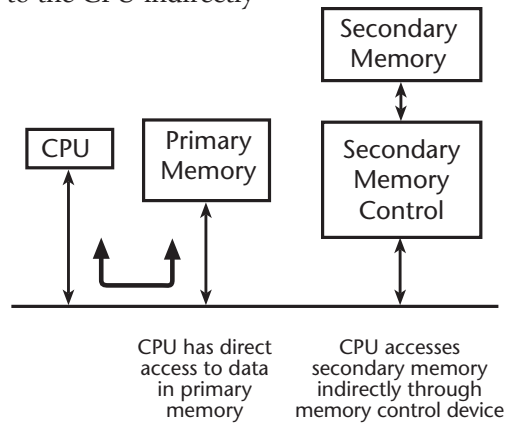 to the CPU indirectly
Secondary
Memory
CPU
Primary
Memory
Secondary
Memory
Control
CPU has direct
access to data
in primary
memory
CPU accesses
secondary memory
indirectly through
memory control device